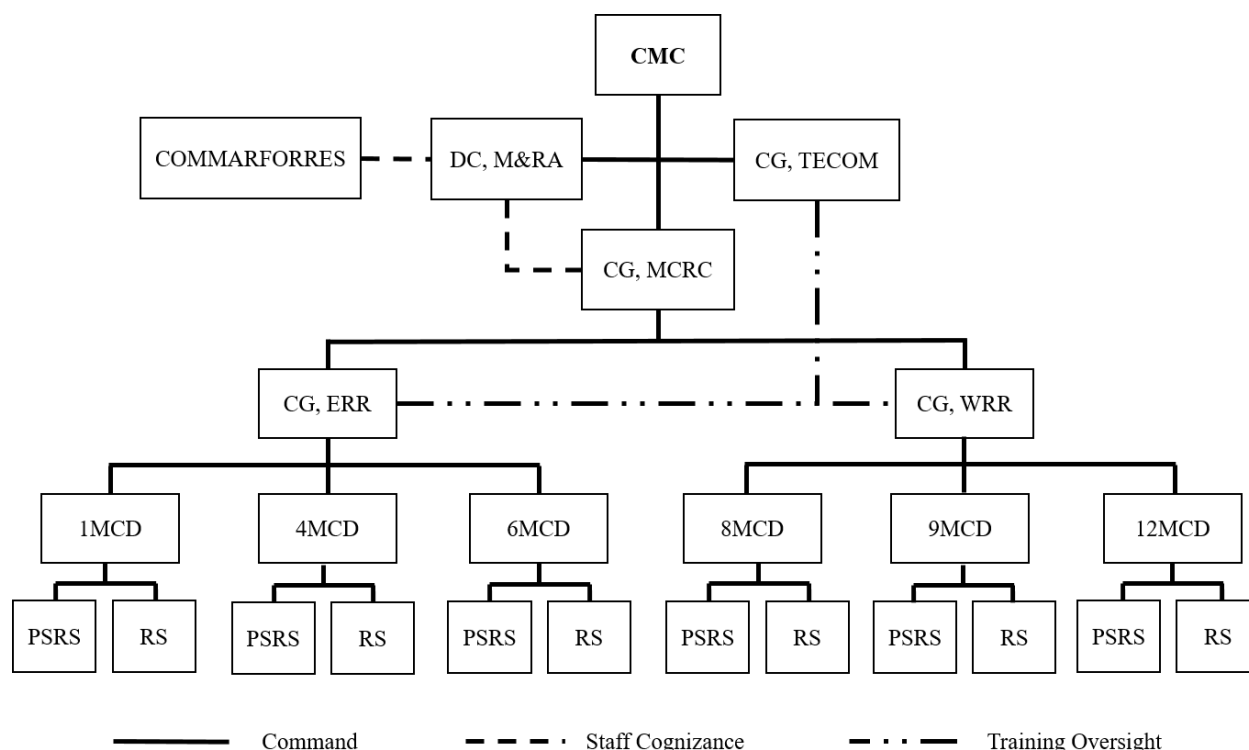 CMC
COMMARFORRES
DC, M&RA
CG, TECOM
CG, MCRC
CG, ERR
CG, WRR
1MCD
4MCD
6MCD
8MCD
9MCD
12MCD
PSRS
RS
PSRS
RS
PSRS
RS
PSRS
RS
PSRS
RS
PSRS
RS
Command
Staff Cognizance
Training Oversight